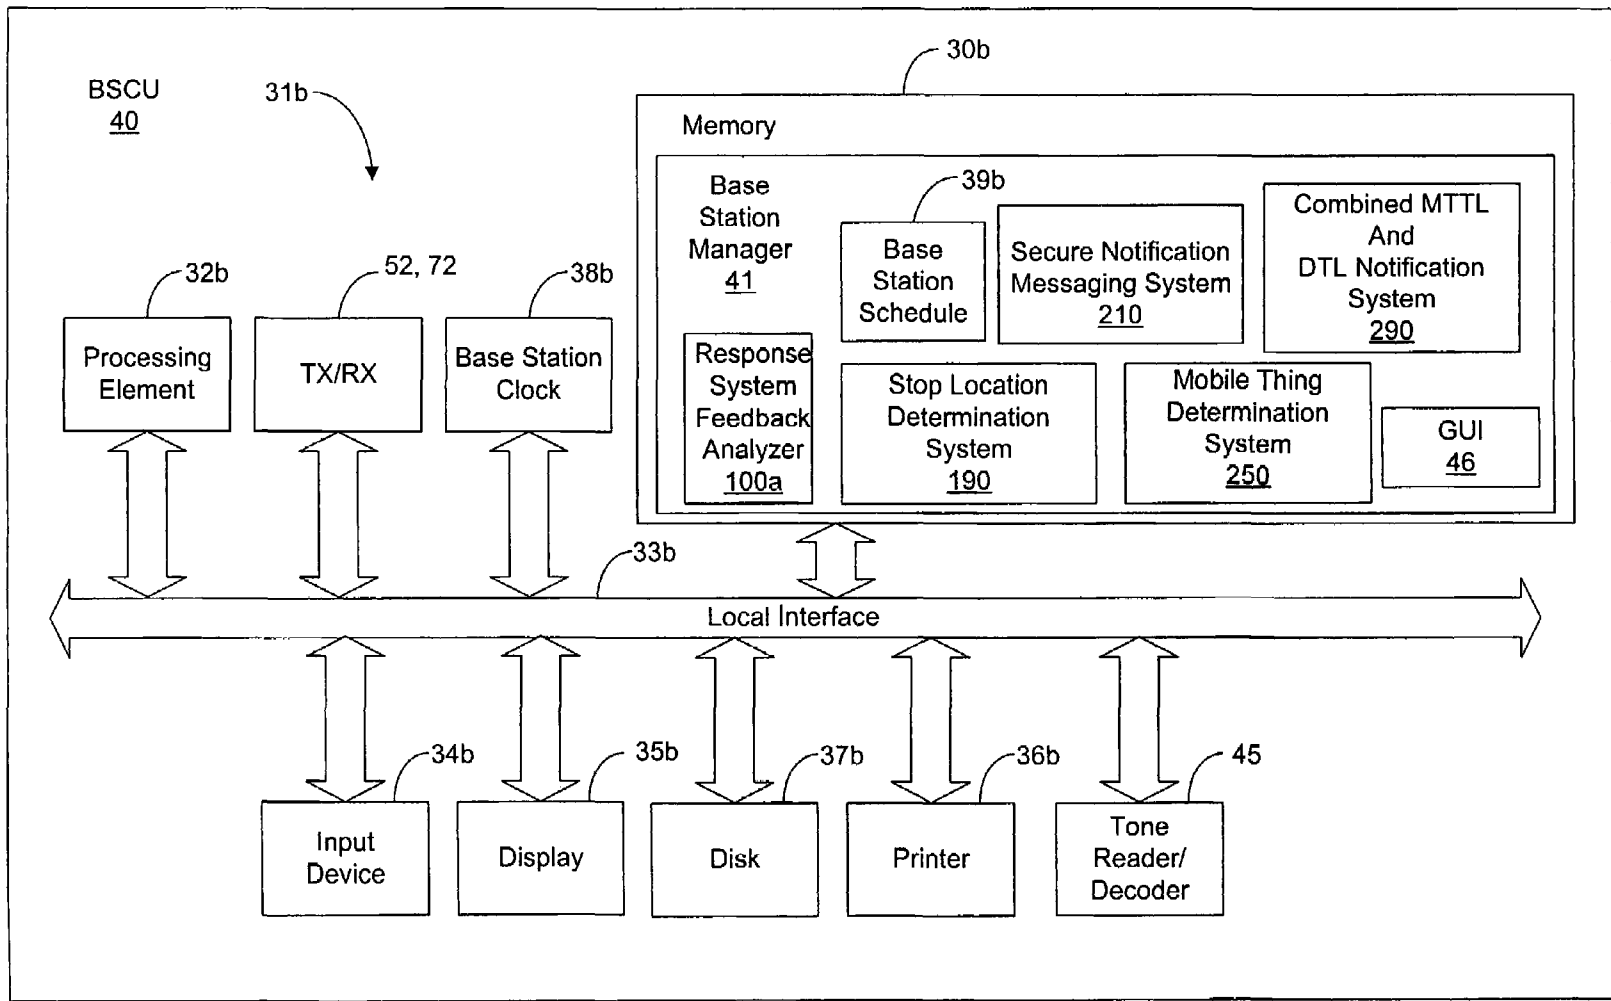 BSCU
40
31b
30b
Memory
Base
Station
Manager
41
39b
Base
Station
Schedule
Secure Notification
Messaging System
210
Combined MTTL
And
DTL Notification
System
290
Response
System
Feedback
Analyzer
100a
Stop Location
Determination
System
190
Mobile Thing
Determination
System
250
GUI
46
32b
Processing
Element
52, 72
TX/RX
38b
Base Station
Clock
33b
Local Interface
34b
Input
Device
35b
Display
37b
Disk
36b
Printer
45
Tone
Reader/
Decoder